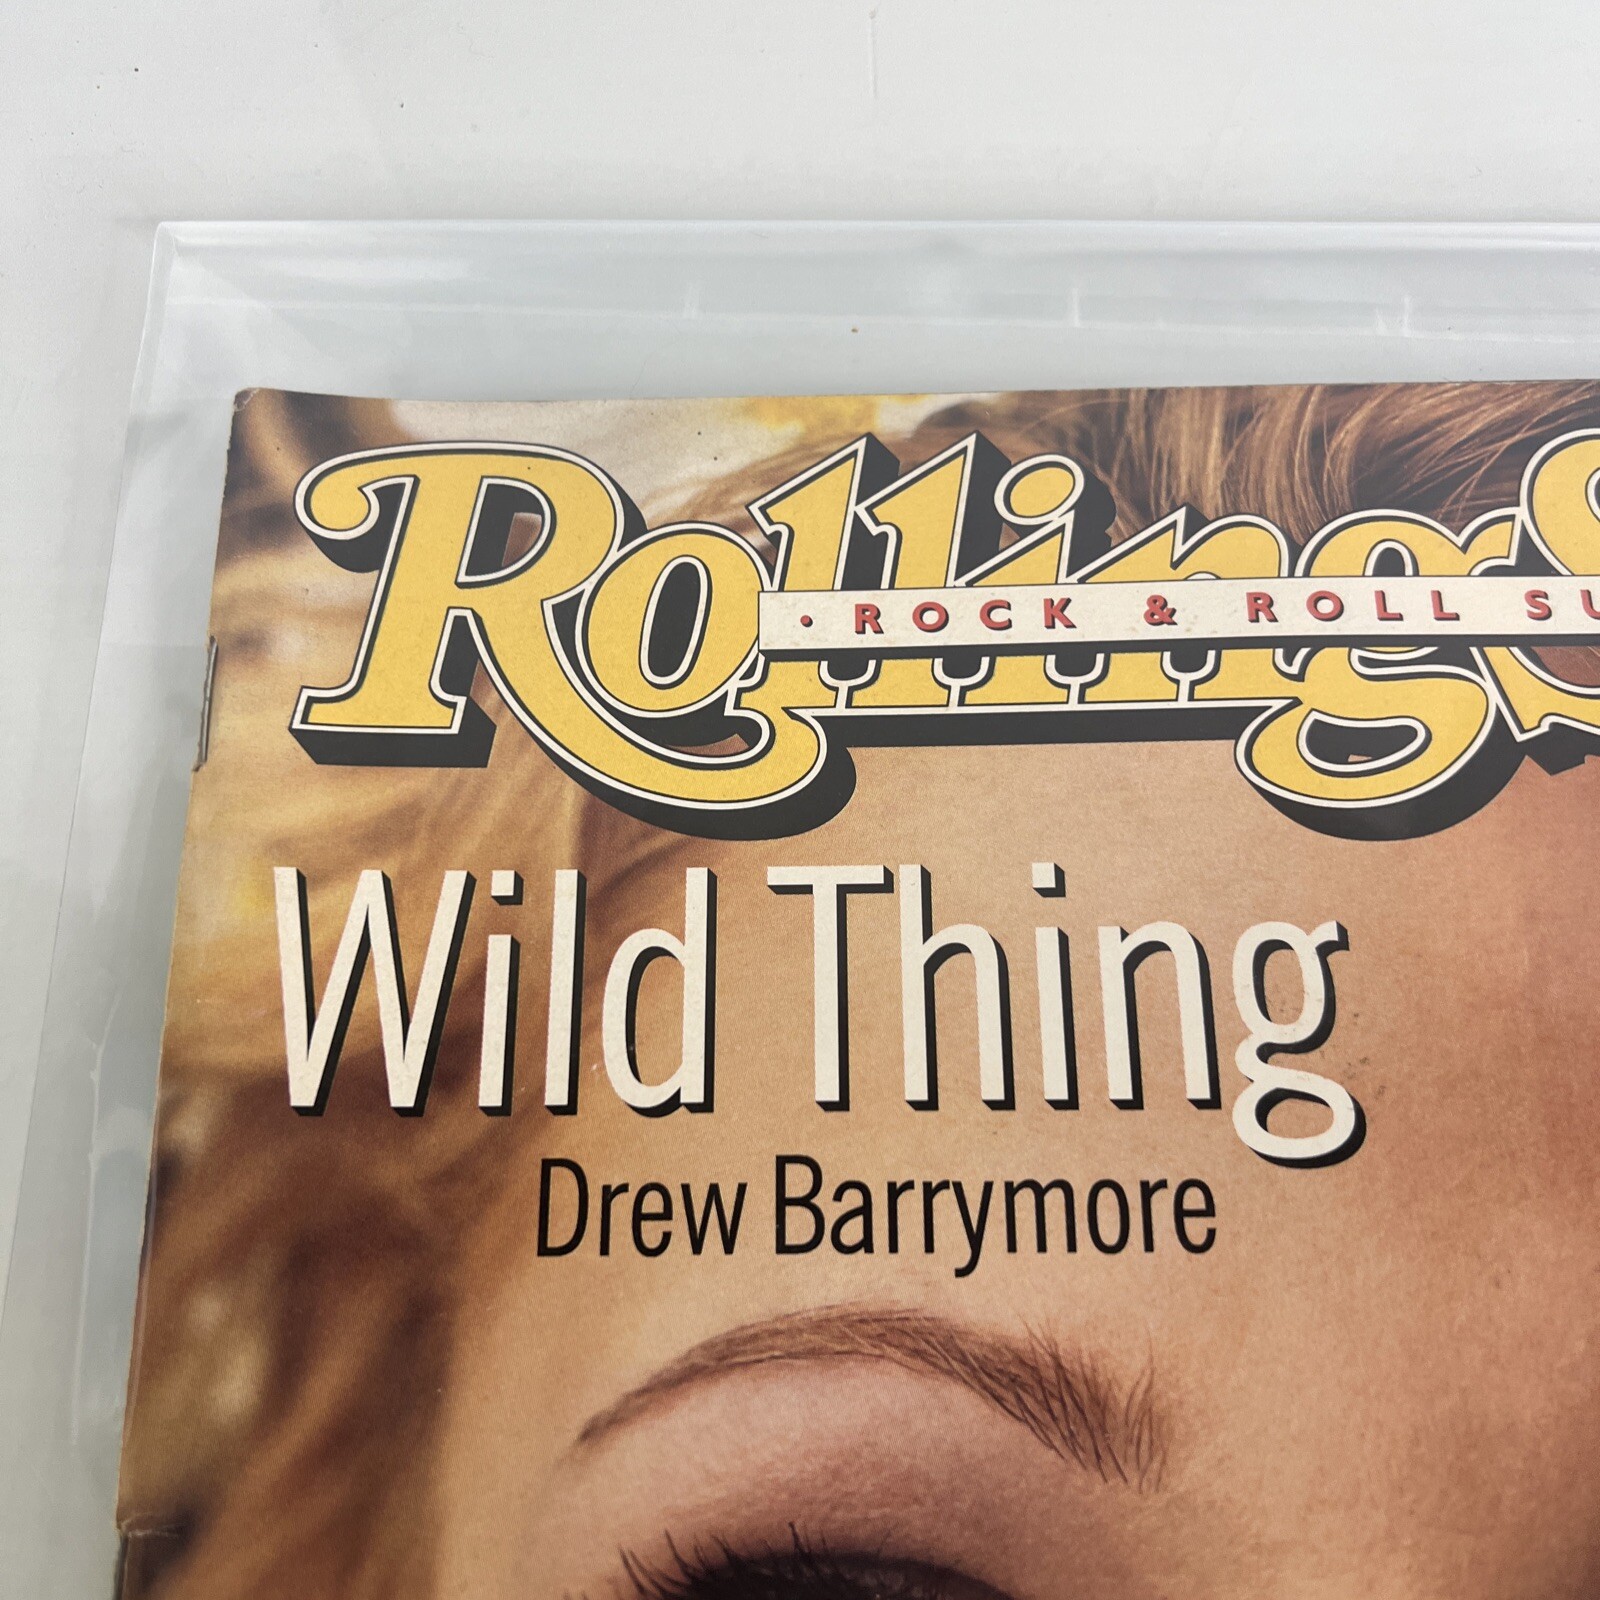 Rolling S
• ROCK & ROLL SU
Wild Thing
Drew Barrymore